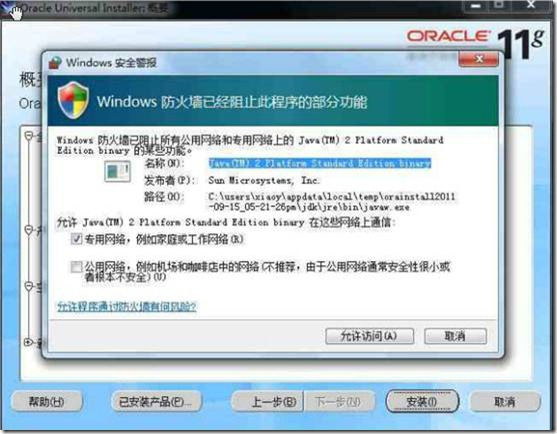 Oracle Universal Installer: 概要
ORACLE 11g
概
Ora
Windows 安全警报
Windows 防火墙已经阻止此程序的部分功能
Windows 防火墙已阻止所有公用网络和专用网络上的 Java(TM) 2 Platform Standard
Edition binary 的某些功能。
名称(N): Java(TM) 2 Platform Standard Edition binary
发布者(P): Sun Microsystems, Inc.
路径(H): C:\users\xiaoy\appdata\local\temp\orainstall2011
-09-15_05-21-26pm\jdk\jre\bin\javaw.exe
允许 Java(TM) 2 Platform Standard Edition binary 在这些网络上通信:
专用网络，例如家庭或工作网络(R)
公用网络，例如机场和咖啡店中的网络(不推荐，由于公用网络通常安全性很小或
者根本不安全)(U)
允许程序通过防火墙有何风险?
允许访问(A) 取消
帮助(H) 已安装产品(P)... 上一步(B) 下一步(N) 安装(I) 取消